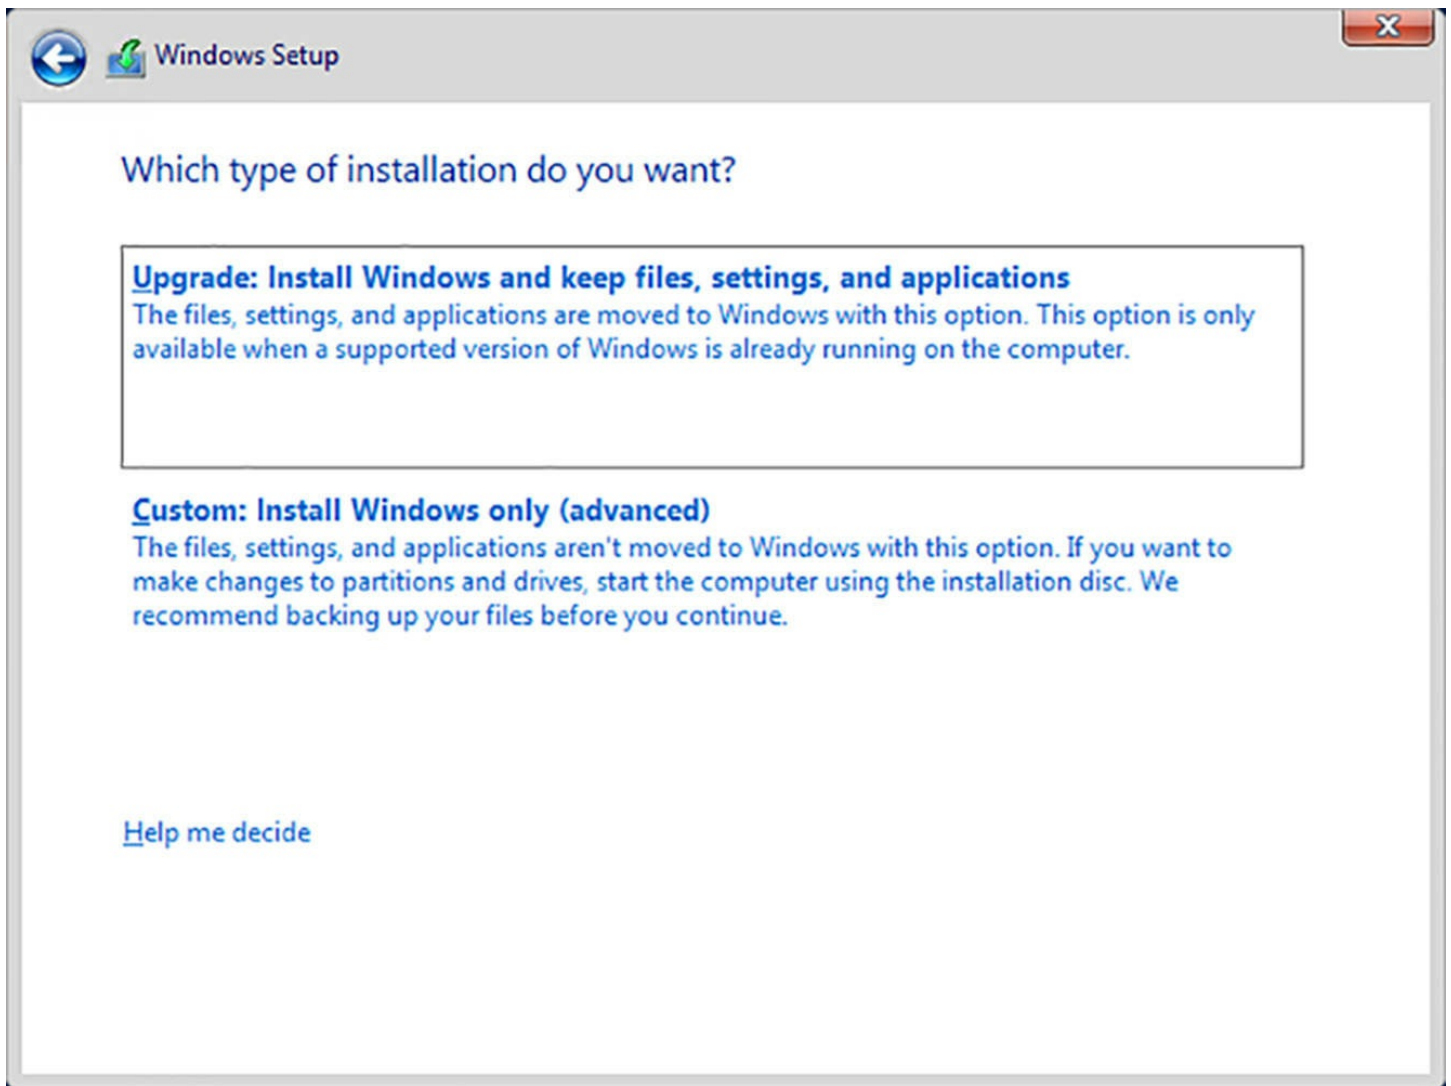 Windows Setup
Which type of installation do you want?
Upgrade: Install Windows and keep files, settings, and applications
The files, settings, and applications are moved to Windows with this option. This option is only
available when a supported version of Windows is already running on the computer.
Custom: Install Windows only (advanced)
The files, settings, and applications aren't moved to Windows with this option. If you want to
make changes to partitions and drives, start the computer using the installation disc. We
recommend backing up your files before you continue.
Help me decide